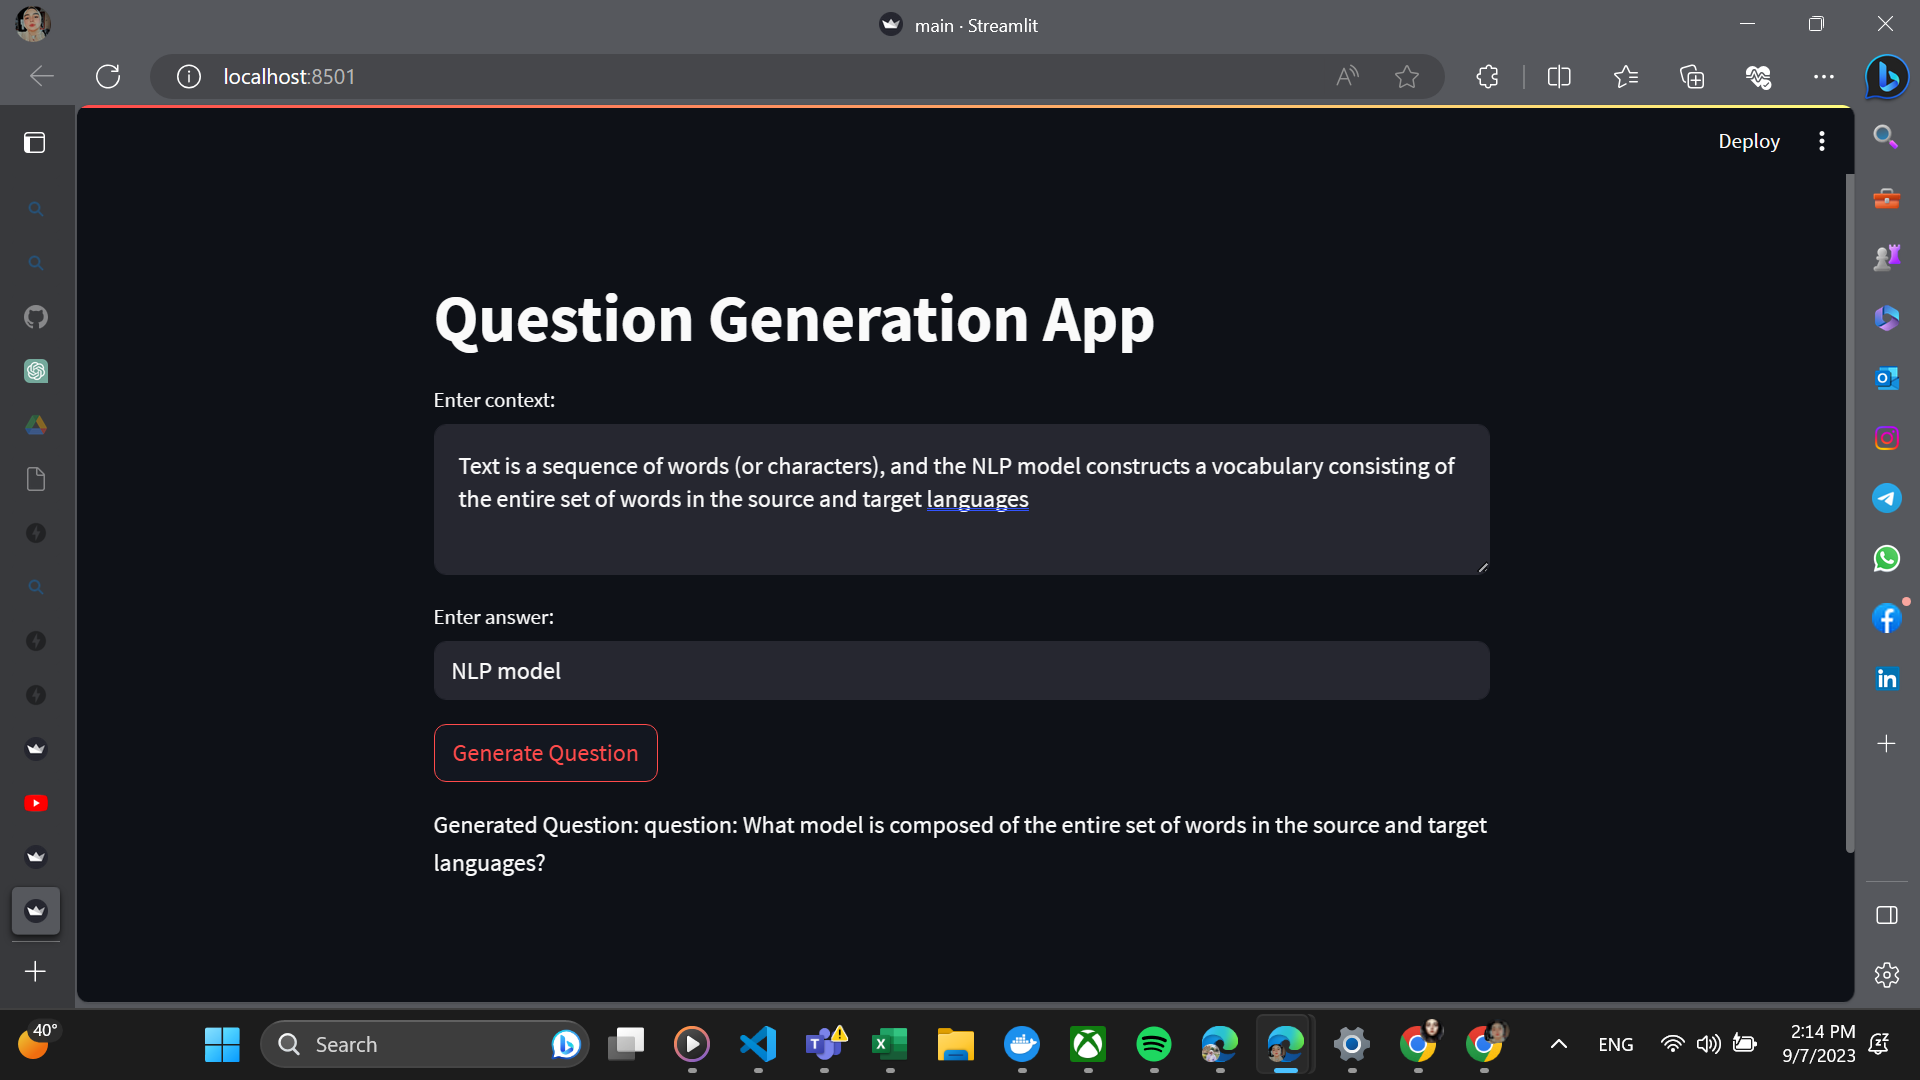 main · Streamlit
localhost:8501
Deploy
Question Generation App
Enter context:
Text is a sequence of words (or characters), and the NLP model constructs a vocabulary consisting of
the entire set of words in the source and target languages
Enter answer:
NLP model
Generate Question
Generated Question: question: What model is composed of the entire set of words in the source and target
languages?
40°
Search
ENG
2:14 PM
9/7/2023